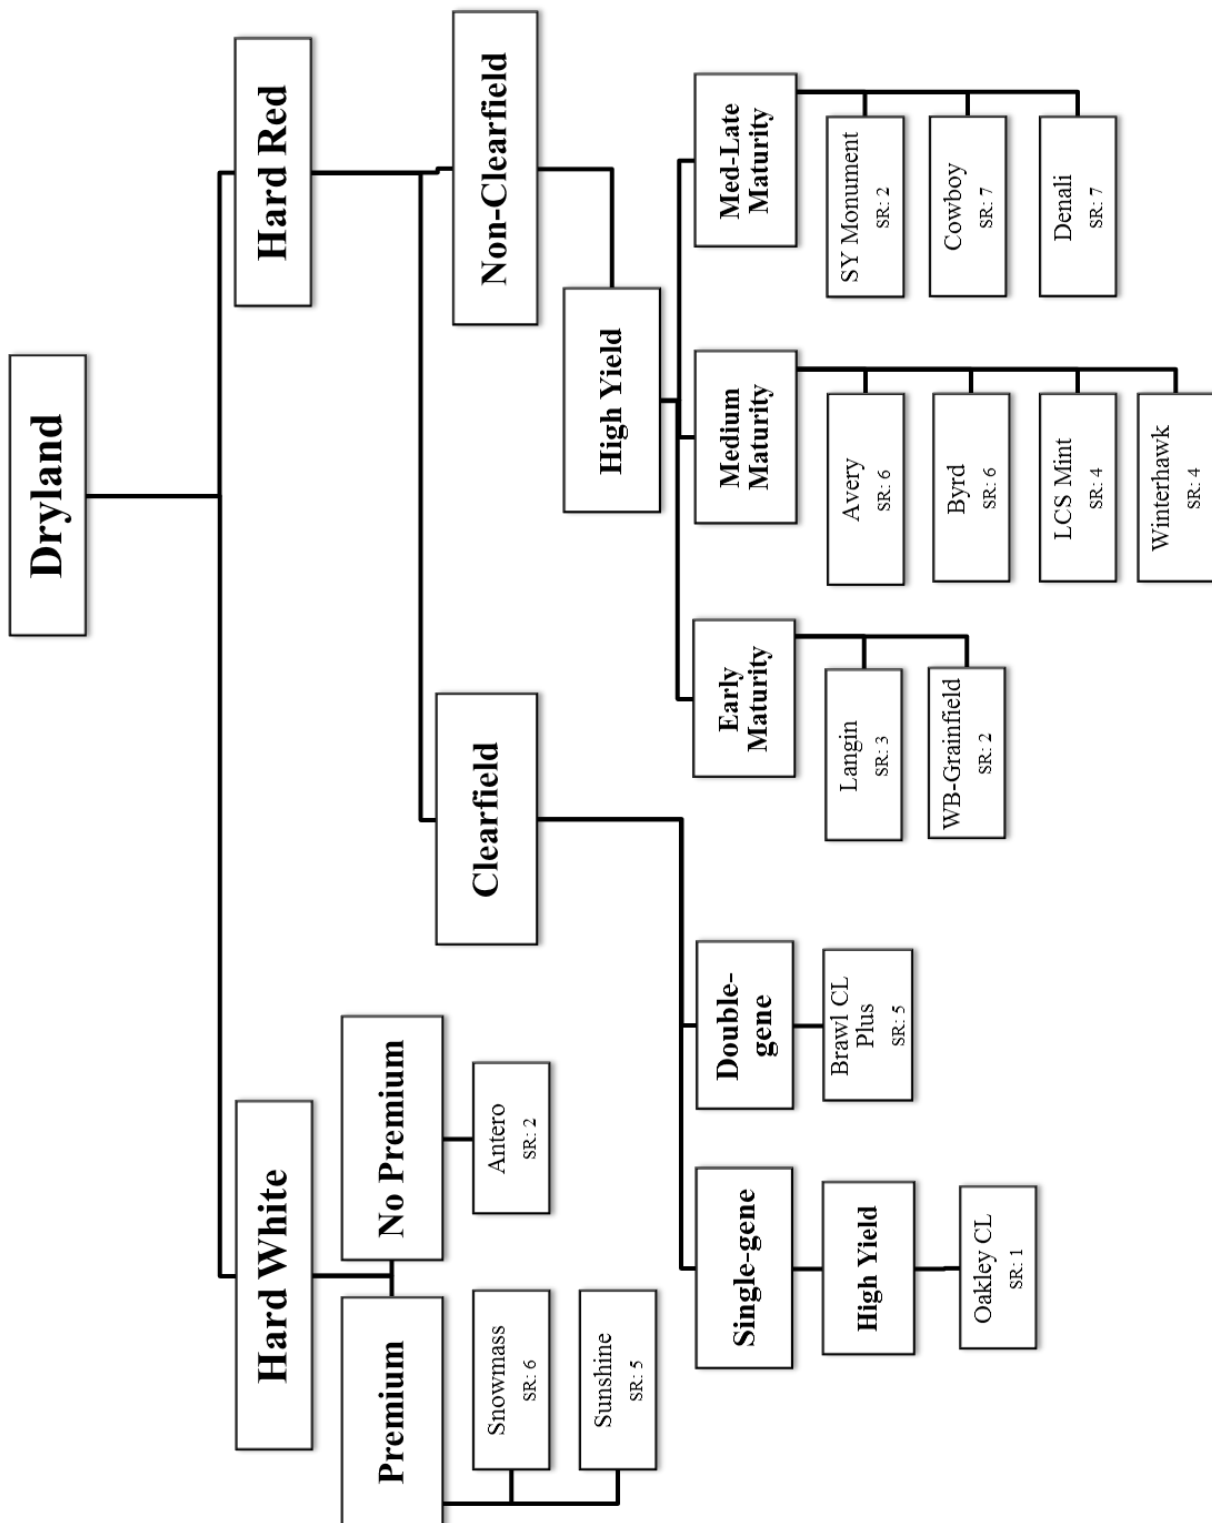 Dryland
Hard White
Hard Red
Premium
No Premium
Clearfield
Non-Clearfield
Snowmass
SR: 6
Sunshine
SR: 5
Antero
SR: 2
Single-gene
High Yield
Oakley CL
SR: 1
Double-
gene
Brawl CL
Plus
SR: 5
High Yield
Early
Maturity
Langin
SR: 3
WB-Grainfield
SR: 2
Medium
Maturity
Avery
SR: 6
Byrd
SR: 6
LCS Mint
SR: 4
Winterhawk
SR: 4
Med-Late
Maturity
SY Monument
SR: 2
Cowboy
SR: 7
Denali
SR: 7